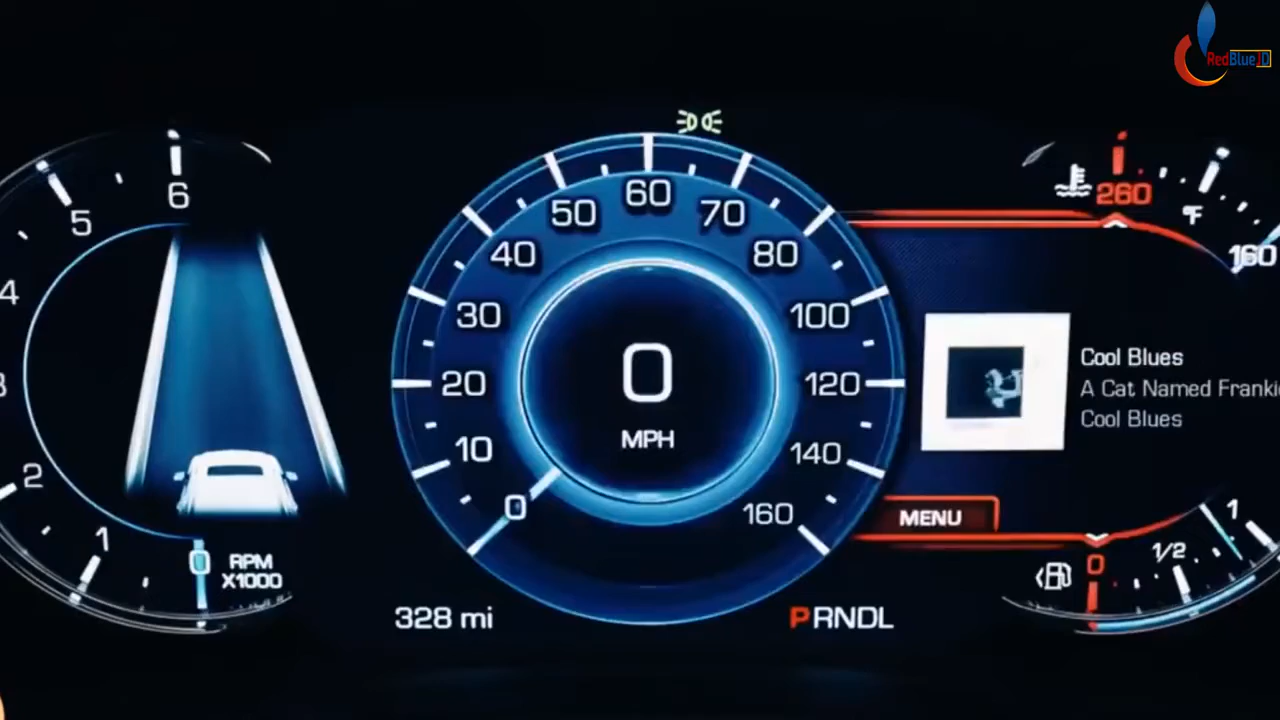 RedBlueJD
6
5
4
3
2
1
0
RPM
X1000
0
10
20
30
40
50
60
70
80
100
120
140
160
0
MPH
328 mi
PRNDL
260
°F
160
Cool Blues
A Cat Named Franki
Cool Blues
MENU
0
1/2
1